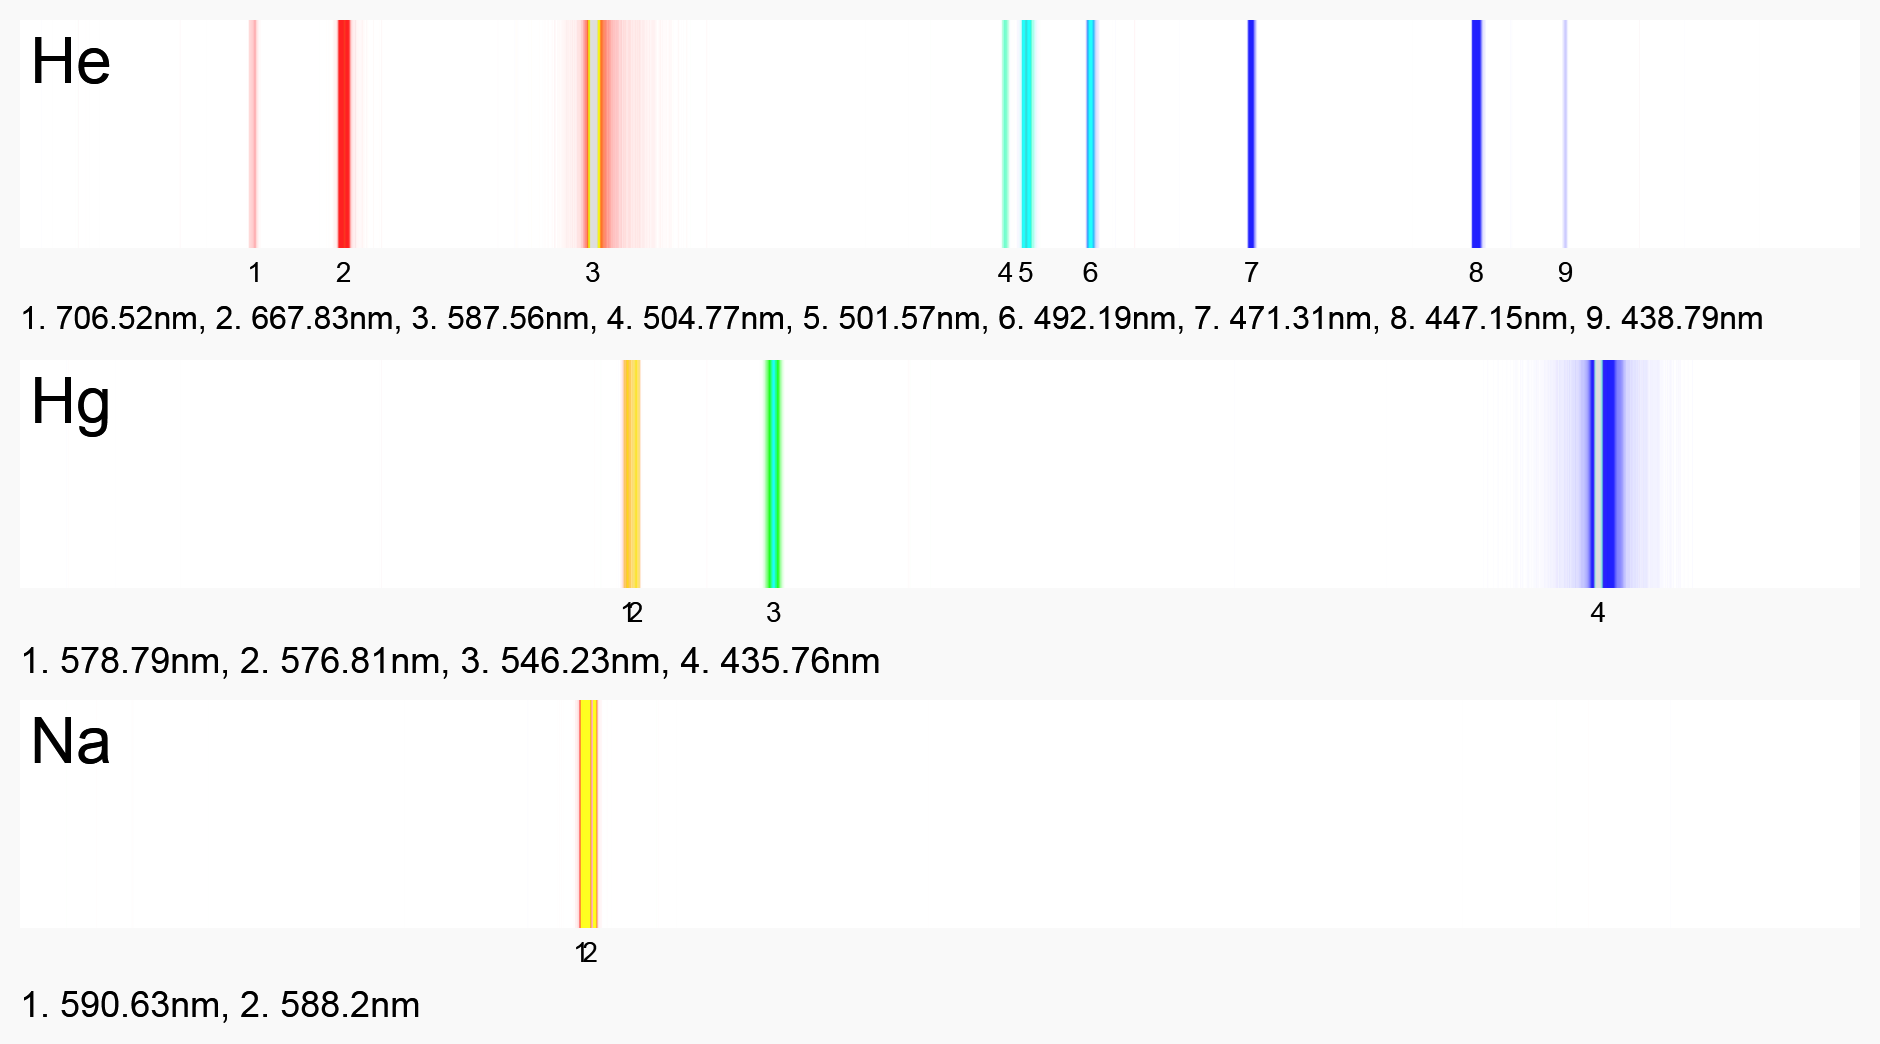 He
1 2 3 4 5 6 7 8 9
1. 706.52nm, 2. 667.83nm, 3. 587.56nm, 4. 504.77nm, 5. 501.57nm, 6. 492.19nm, 7. 471.31nm, 8. 447.15nm, 9. 438.79nm
Hg
1 2 3 4
1. 578.79nm, 2. 576.81nm, 3. 546.23nm, 4. 435.76nm
Na
1 2
1. 590.63nm, 2. 588.2nm